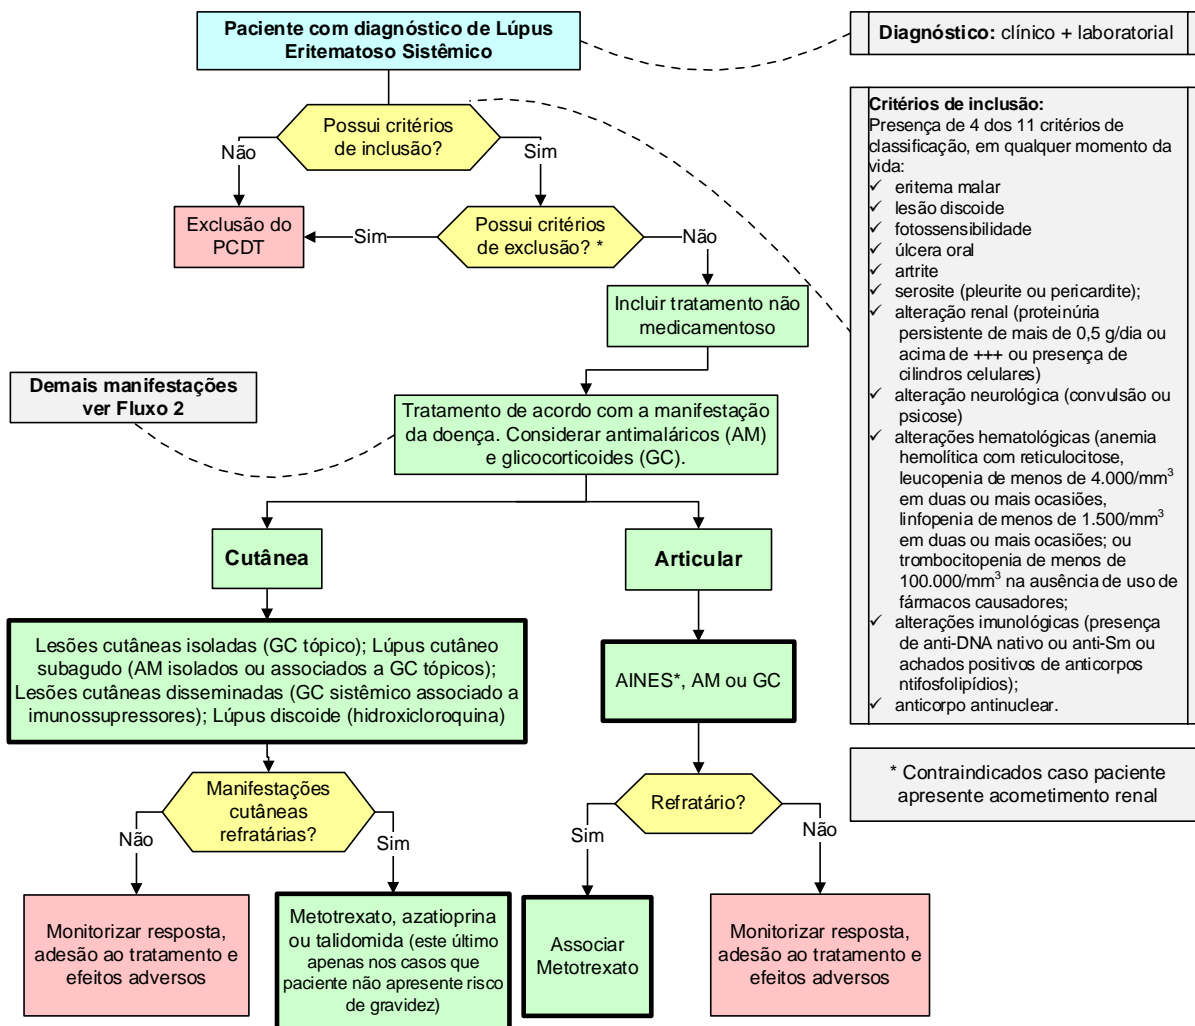 Paciente com diagnóstico de Lúpus
Eritematoso Sistêmico
Diagnóstico: clínico + laboratorial
Possui critérios
de inclusão?
Não
Sim
Exclusão do
PCDT
Sim
Possui critérios
de exclusão? *
Não
Incluir tratamento não
medicamentoso
Critérios de inclusão:
Presença de 4 dos 11 critérios de
classificação, em qualquer momento da
vida:
✓ eritema malar
✓ lesão discoide
✓ fotossensibilidade
✓ úlcera oral
✓ artrite
✓ serosite (pleurite ou pericardite);
✓ alteração renal (proteinúria
persistente de mais de 0,5 g/dia ou
acima de +++ ou presença de
cilindros celulares)
✓ alteração neurológica (convulsão ou
psicose)
✓ alterações hematológicas (anemia
hemolítica com reticulocitose,
leucopenia de menos de 4.000/mm³
em duas ou mais ocasiões,
linfopenia de menos de 1.500/mm³
em duas ou mais ocasiões; ou
trombocitopenia de menos de
100.000/mm³ na ausência de uso de
fármacos causadores;
✓ alterações imunológicas (presença
de anti-DNA nativo ou anti-Sm ou
achados positivos de anticorpos
ntifosfolipídios);
✓ anticorpo antinuclear.
Demais manifestações
ver Fluxo 2
Tratamento de acordo com a manifestação
da doença. Considerar antimaláricos (AM)
e glicocorticoides (GC).
Cutânea
Articular
Lesões cutâneas isoladas (GC tópico); Lúpus cutâneo
subagudo (AM isolados ou associados a GC tópicos);
Lesões cutâneas disseminadas (GC sistêmico associado a
imunossupressores); Lúpus discoide (hidroxicloroquina)
AINES*, AM ou GC
* Contraindicados caso paciente
apresente acometimento renal
Manifestações
cutâneas
refratárias?
Não
Sim
Refratário?
Sim
Não
Monitorizar resposta,
adesão ao tratamento e
efeitos adversos
Metotrexato, azatioprina
ou talidomida (este último
apenas nos casos que
paciente não apresente risco
de gravidez)
Associar
Metotrexato
Monitorizar resposta,
adesão ao tratamento e
efeitos adversos